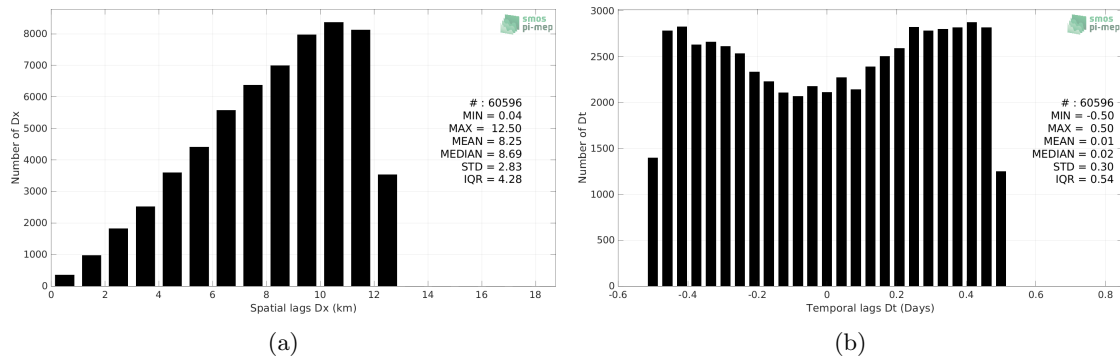 smos
pi-mep
8000
7000
6000
5000
4000
3000
2000
1000
0
Number of Dx
# : 60596
MIN = 0.04
MAX = 12.50
MEAN = 8.25
MEDIAN = 8.69
STD = 2.83
IQR = 4.28
0 2 4 6 8 10 12 14 16 18
Spatial lags Dx (km)
(a)
smos
pi-mep
3000
2500
2000
1500
1000
500
0
Number of Dt
# : 60596
MIN = -0.50
MAX = 0.50
MEAN = 0.01
MEDIAN = 0.02
STD = 0.30
IQR = 0.54
-0.6 -0.4 -0.2 0 0.2 0.4 0.6 0.8
Temporal lags Dt (Days)
(b)